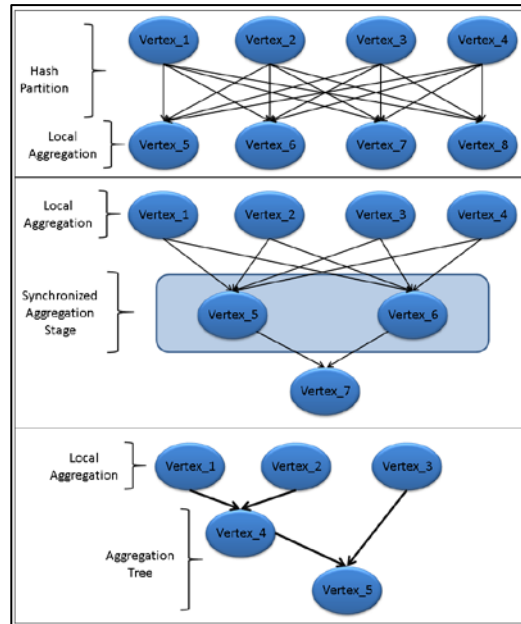 Vertex_1 Vertex_2 Vertex_3 Vertex_4
Hash
Partition
Local
Aggregation
Vertex_5 Vertex_6 Vertex_7 Vertex_8
Local
Aggregation
Vertex_1 Vertex_2 Vertex_3 Vertex_4
Synchronized
Aggregation
Stage
Vertex_5 Vertex_6
Vertex_7
Local
Aggregation
Vertex_1 Vertex_2 Vertex_3
Vertex_4
Aggregation
Tree
Vertex_5